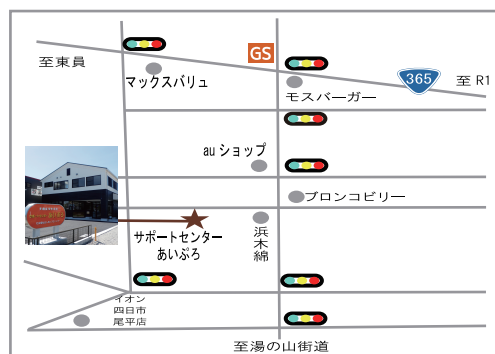 GS
至東員
マックスバリュ
365
至 R1
モスバーガー
au ショップ
ブロンコビリー
サポートセンター
あいぷろ
浜木綿
イオン
四日市
尾平店
至湯の山街道